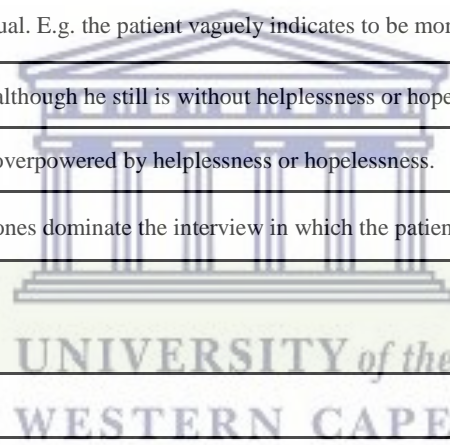 ual. E.g. the patient vaguely indicates to be mor
although he still is without helplessness or hope
overpowered by helplessness or hopelessness.
ones dominate the interview in which the patien
UNIVERSITY of the
WESTERN CAPE